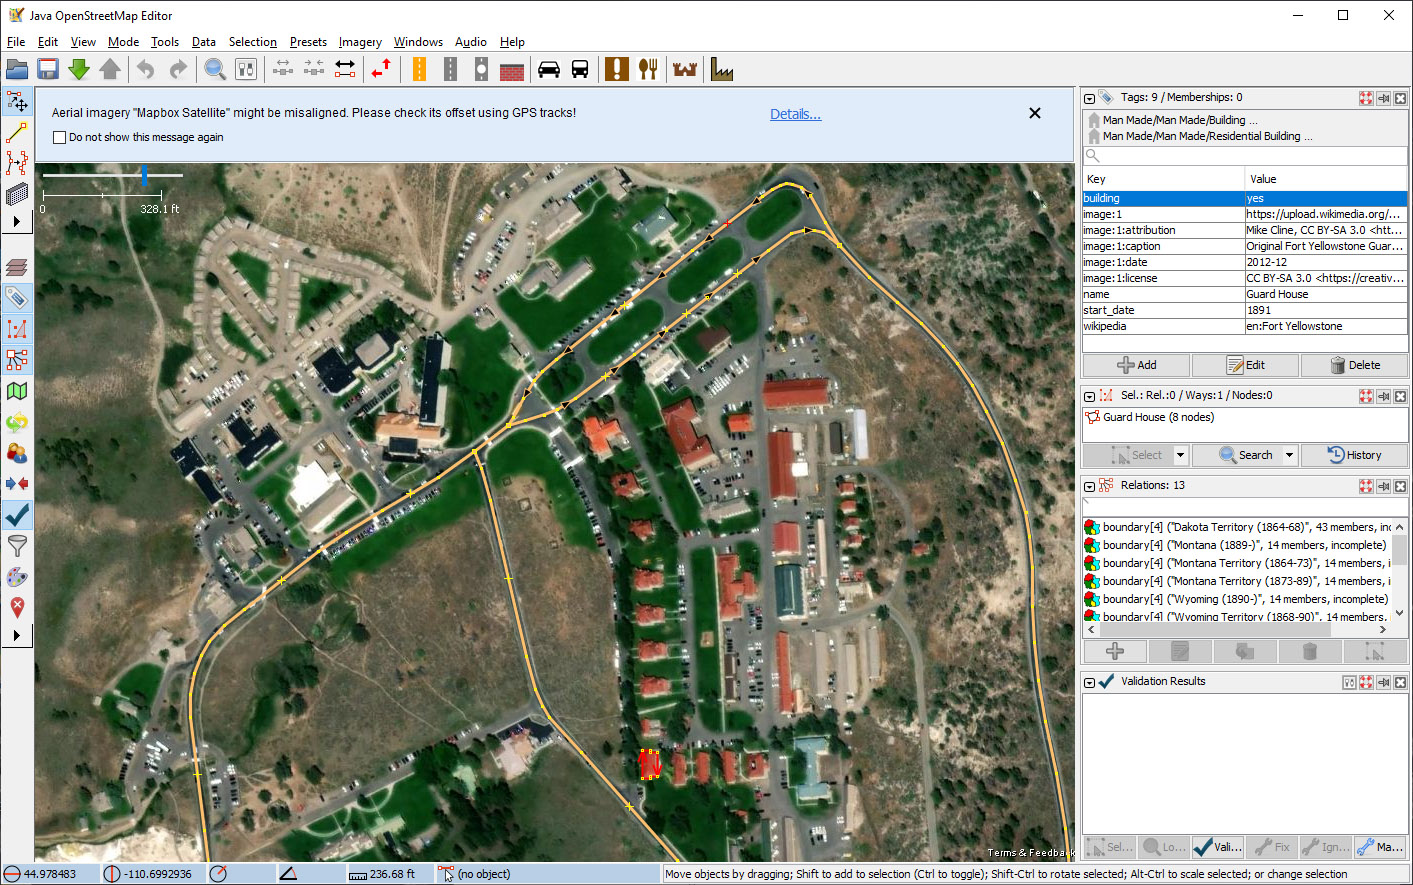 Java OpenStreetMap Editor
File Edit View Mode Tools Data Selection Presets Imagery Windows Audio Help
Aerial imagery "Mapbox Satellite" might be misaligned. Please check its offset using GPS tracks!
Details...
Do not show this message again
0
328.1 ft
Terms & Feedback
Tags: 9 / Memberships: 0
Man Made/Man Made/Building ...
Man Made/Man Made/Residential Building ...
Key Value
building yes
image:1 https://upload.wikimedia.org/...
image:1:attribution Mike Cline, CC BY-SA 3.0 <htt...
image:1:caption Original Fort Yellowstone Guar...
image:1:date 2012-12
image:1:license CC BY-SA 3.0 <https://creativ...
name Guard House
start_date 1891
wikipedia en:Fort Yellowstone
Add Edit Delete
Sel.: Rel.:0 / Ways:1 / Nodes:0
Guard House (8 nodes)
Select Search History
Relations: 13
boundary[4] ("Dakota Territory (1864-68)", 43 members, inc
boundary[4] ("Montana (1889-)", 14 members, incomplete)
boundary[4] ("Montana Territory (1864-73)", 14 members, i
boundary[4] ("Montana Territory (1873-89)", 14 members, i
boundary[4] ("Wyoming (1890-)", 14 members, incomplete)
boundary[4] ("Wyoming Territory (1868-90)", 14 members,
Validation Results
Sel... Lo... Vali... Fix Ign... Ma...
44.978483 -110.6992936 236.68 ft (no object) Move objects by dragging; Shift to add to selection (Ctrl to toggle); Shift-Ctrl to rotate selected; Alt-Ctrl to scale selected; or change selection